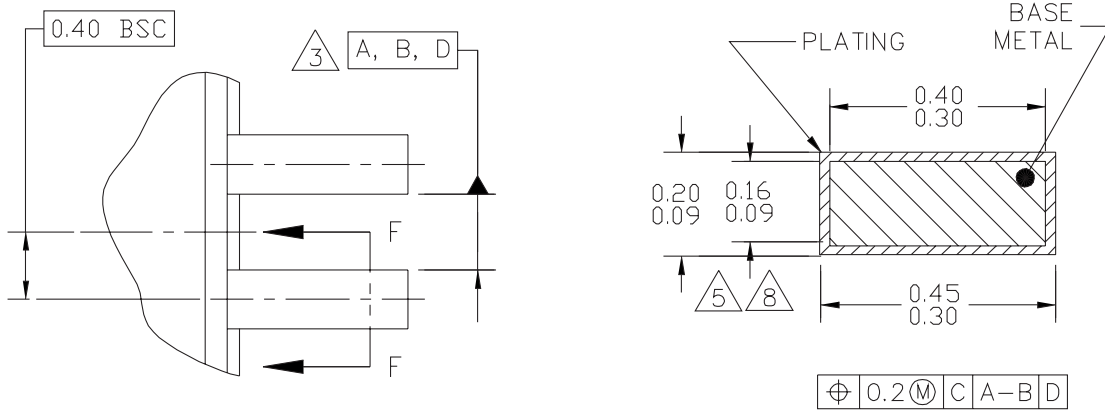 0.40 BSC
3
A, B, D
F
F
PLATING
BASE
METAL
0.40
0.30
0.20
0.09
0.16
0.09
5
8
0.45
0.30
⌖ 0.2 Ⓜ C A-B D